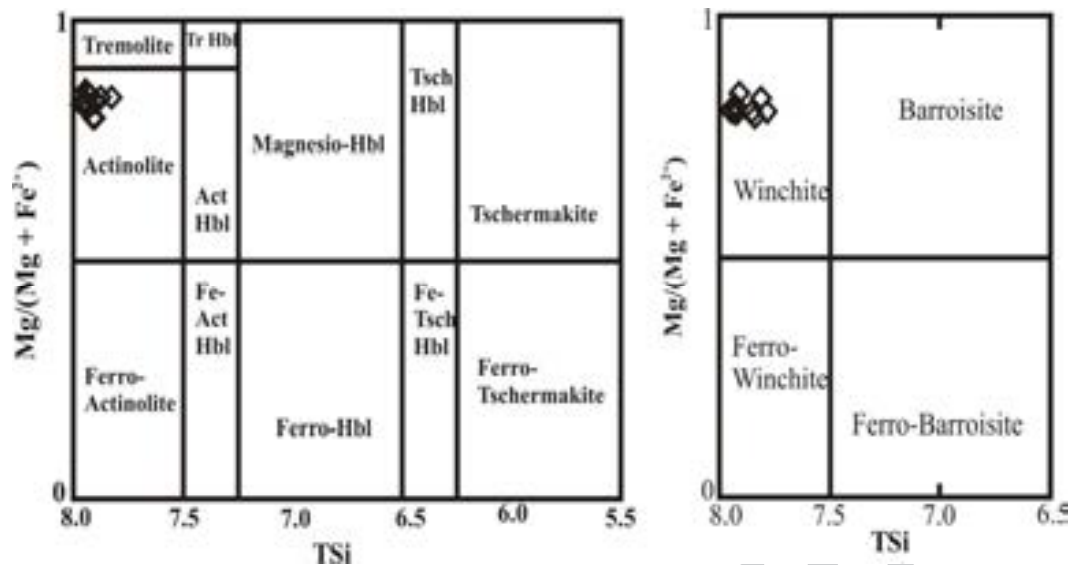 1
Tremolite
Tr Hbl
Actinolite
Act
Hbl
Magnesio-Hbl
Tsch
Hbl
Tschermakite
Ferro-
Actinolite
Fe-
Act
Hbl
Ferro-Hbl
Fe-
Tsch
Hbl
Ferro-
Tschermakite
Mg/(Mg + Fe²⁺)
0
8.0
7.5
7.0
6.5
6.0
5.5
TSi
1
Barroisite
Winchite
Ferro-
Winchite
Ferro-Barroisite
Mg/(Mg + Fe²⁺)
0
8.0
7.5
7.0
6.5
TSi